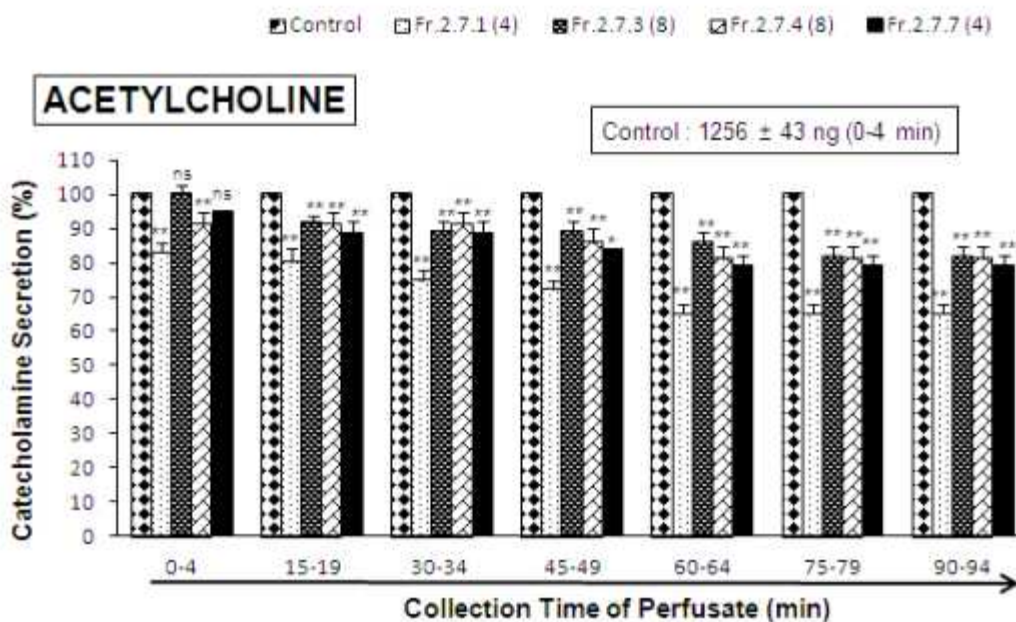 Control Fr.2.7.1 (4) Fr.2.7.3 (8) Fr.2.7.4 (8) Fr.2.7.7 (4)
ACETYLCHOLINE
Control : 1256 ± 43 ng (0-4 min)
Catecholamine Secretion (%)
110
100
90
80
70
60
50
40
30
20
10
0
** ns ** ns
** ** ** **
** ** ** **
** ** ** *
** ** ** **
** ** ** **
** ** ** **
0-4 15-19 30-34 45-49 60-64 75-79 90-94
Collection Time of Perfusate (min)